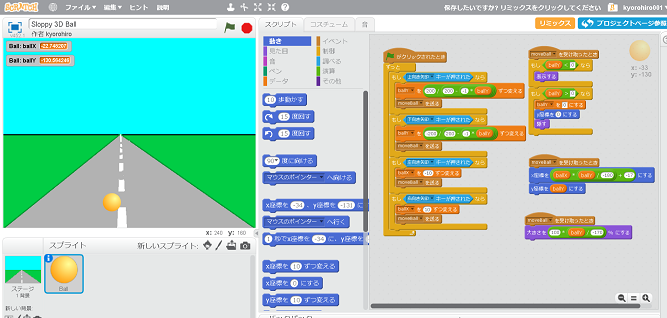 SCRATCH
ファイル▼ 編集▼ ヒント 説明
保存したいですか? リミックスをクリックしてください
kyorohiro001
Sloppy 3D Ball
作者 kyorohiro
スクリプト コスチューム 音
リミックス
プロジェクトページ参照
Ball: ballX
Ball: ballY
動き
見た目
音
ペン
データ
イベント
制御
調べる
演算
その他
10 歩動かす
15 度回す
15 度回す
90▼ 度に向ける
マウスのポインター へ向ける
x座標を -34 、y座標を -131 に
マウスのポインター へ行く
1 秒でx座標を -34 に、y座標を
x座標を 10 ずつ変える
x座標を 0 にする
y座標を 10 ずつ変える
がクリックされたとき
ずっと
もし 上向き矢印 キーが押された なら
ballY を 200 / 200 - -1 * ballY ずつ変える
moveBall を送る
もし 下向き矢印 キーが押された なら
ballY を -200 / 200 - -1 * ballY ずつ変える
moveBall を送る
もし 左向き矢印 キーが押された なら
ballX を -10 ずつ変える
moveBall を送る
もし 右向き矢印 キーが押された なら
ballX を 10 ずつ変える
moveBall を送る
moveBall を受け取ったとき
もし ballY < 0 なら
表示する
もし ballY > 0 なら
ballY を 0 にする
y座標を 0 にする
隠す
moveBall を受け取ったとき
x座標を ballX * ballY / -100 + -17 にする
y座標を ballY にする
moveBall を受け取ったとき
大きさを 100 * ballY / -170 % にする
x: -33
y: -130
x: 240 y: 180
スプライト
新しいスプライト:
ステージ
1 背景
Ball
新しい背景